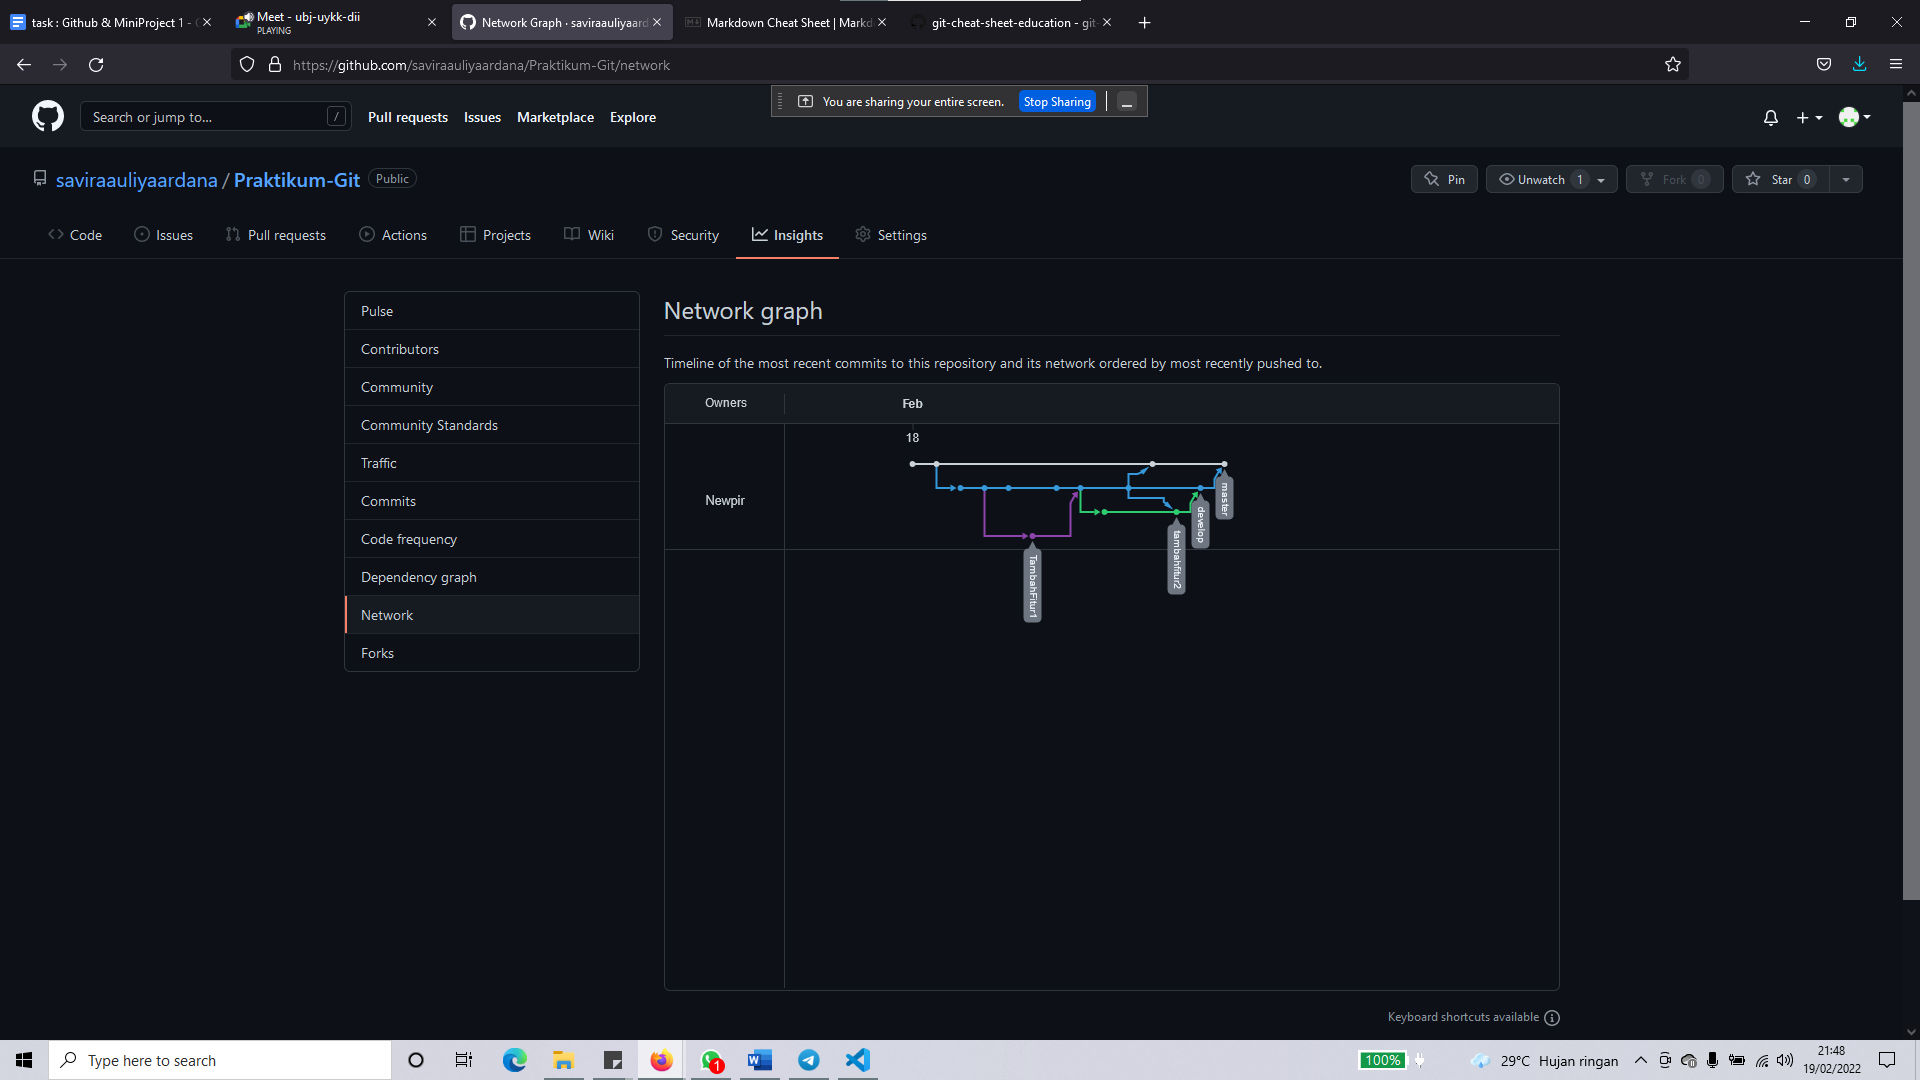 task : Github & MiniProject 1 -
Meet - ubj-uykk-dii
PLAYING
Network Graph · saviraauliyaard
Markdown Cheat Sheet | Markd
git-cheat-sheet-education - git-
https://github.com/saviraauliyaardana/Praktikum-Git/network
You are sharing your entire screen.
Stop Sharing
Search or jump to...
/
Pull requests
Issues
Marketplace
Explore
saviraauliyaardana / Praktikum-Git
Public
Pin
Unwatch 1
Fork 0
Star 0
Code
Issues
Pull requests
Actions
Projects
Wiki
Security
Insights
Settings
Pulse
Contributors
Community
Community Standards
Traffic
Commits
Code frequency
Dependency graph
Network
Forks
Network graph
Timeline of the most recent commits to this repository and its network ordered by most recently pushed to.
Owners
Feb
18
Newpir
master
develop
tambahfitur2
TambahFitur1
Keyboard shortcuts available
Type here to search
1
100%
29°C Hujan ringan
21:48
19/02/2022